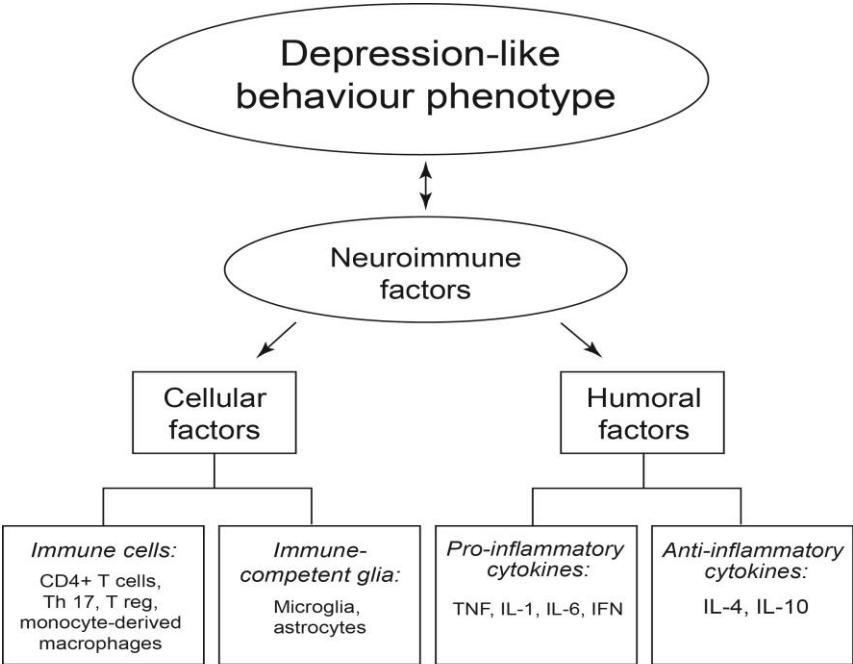 Depression-like
behaviour phenotype
Neuroimmune
factors
Cellular
factors
Humoral
factors
Immune cells:
CD4+ T cells,
Th 17, T reg,
monocyte-derived
macrophages
Immune-
competent glia:
Microglia,
astrocytes
Pro-inflammatory
cytokines:
TNF, IL-1, IL-6, IFN
Anti-inflammatory
cytokines:
IL-4, IL-10